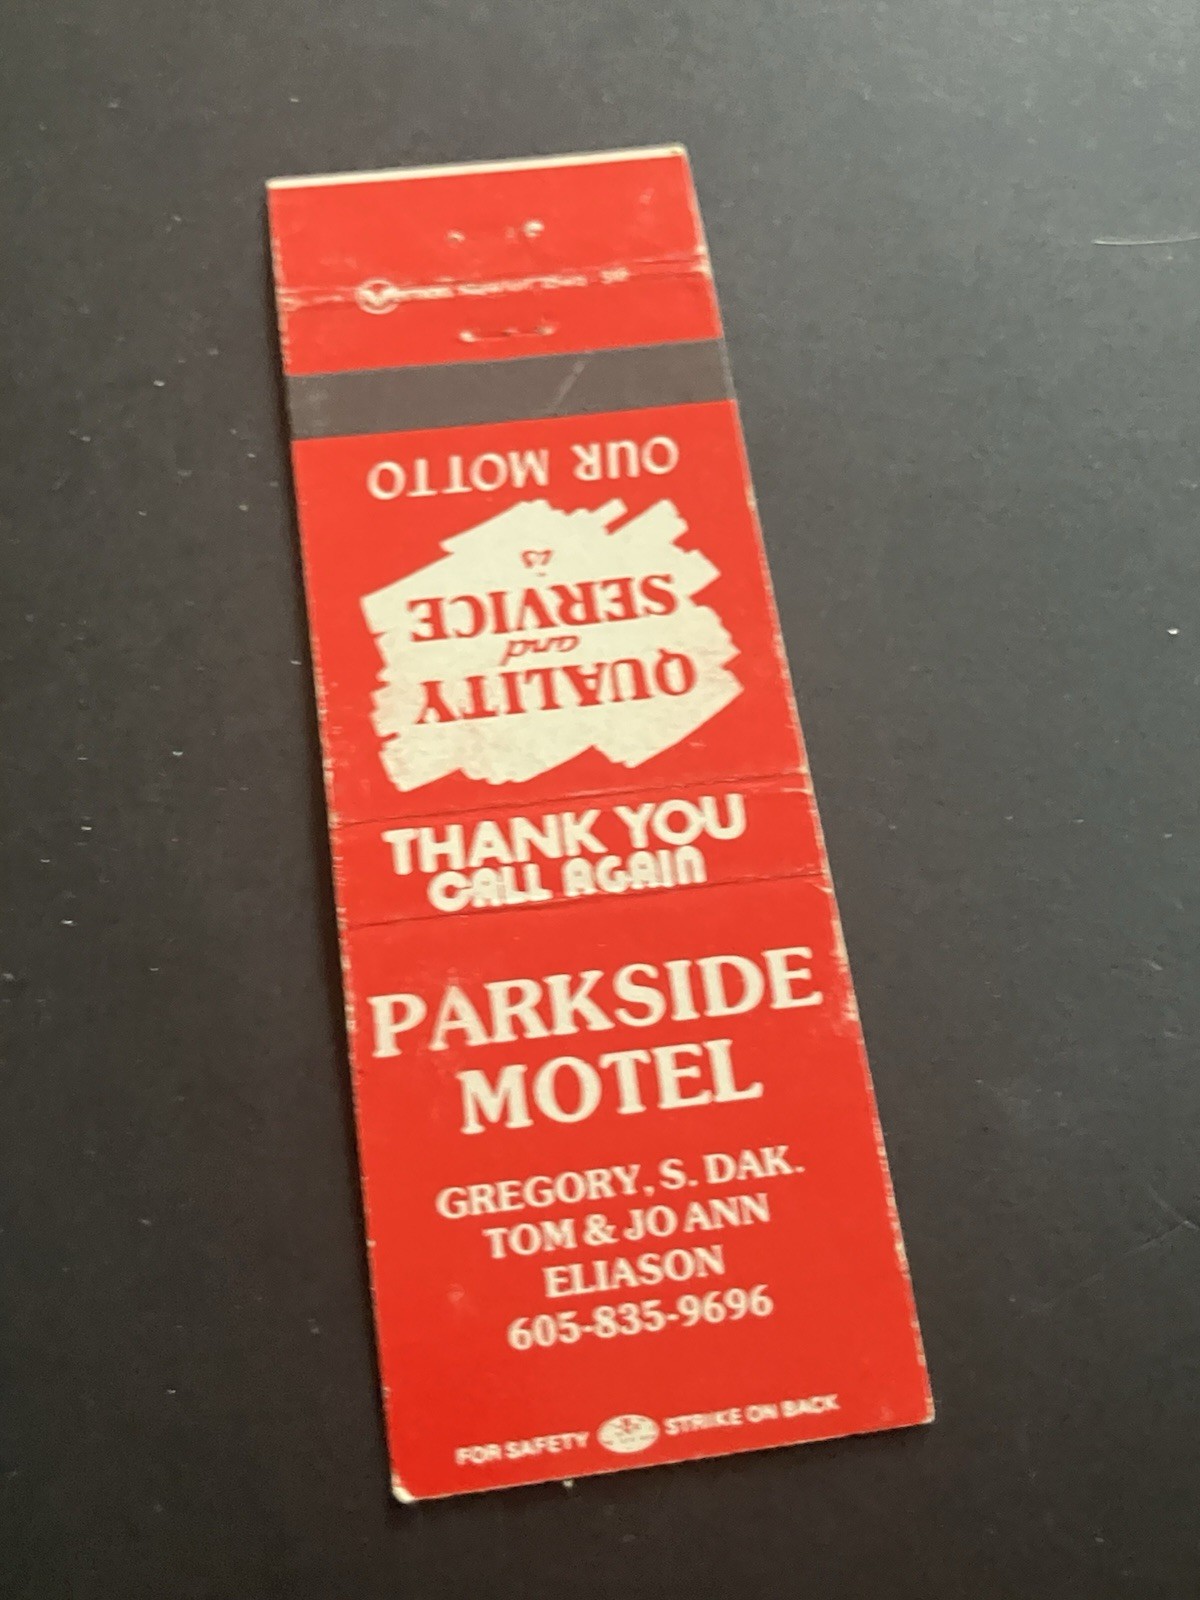 OUR MOTTO
is
QUALITY
and
SERVICE
THANK YOU
CALL AGAIN
PARKSIDE
MOTEL
GREGORY, S. DAK.
TOM & JO ANN
ELIASON
605-835-9696
FOR SAFETY STRIKE ON BACK